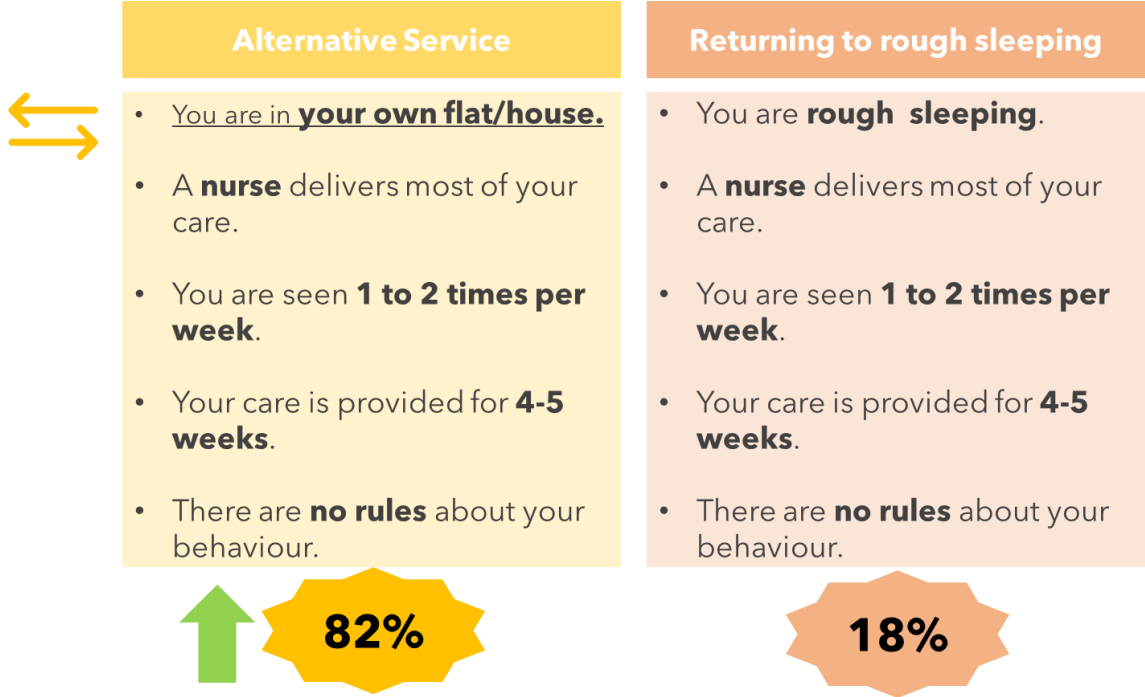 Alternative Service
• You are in your own flat/house.
• A nurse delivers most of your
care.
• You are seen 1 to 2 times per
week.
• Your care is provided for 4-5
weeks.
• There are no rules about your
behaviour.
82%
Returning to rough sleeping
• You are rough  sleeping.
• A nurse delivers most of your
care.
• You are seen 1 to 2 times per
week.
• Your care is provided for 4-5
weeks.
• There are no rules about your
behaviour.
18%